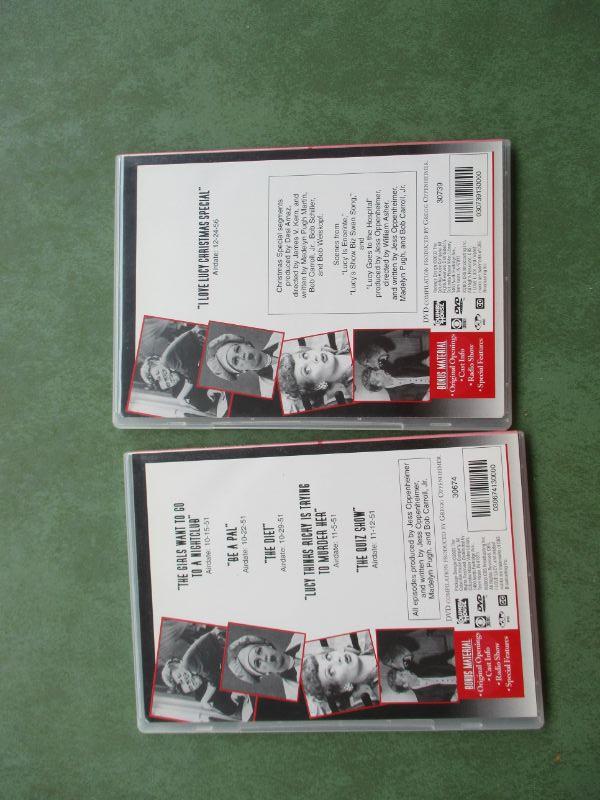 "I LOVE LUCY CHRISTMAS SPECIAL"
Airdate: 12-24-56
Christmas Special segments
produced by Desi Arnaz,
directed by James V. Kern, and
written by Madelyn Pugh Martin,
Bob Carroll, Jr. Bob Schiller,
and Bob Weiskopf.
Scenes from
"Lucy Is Enceinte,"
"Lucy's Show Biz Swan Song,"
and
"Lucy Goes to the Hospital"
produced by Jess Oppenheimer,
directed by William Asher,
and written by Jess Oppenheimer,
Madelyn Pugh, and Bob Carroll, Jr.
DVD COMPILATION PRODUCED BY GREGG OPPENHEIMER
30739
BONUS MATERIAL
• Original Openings
• Cast Info
• Radio Show
• Special Features
DVD
"THE GIRLS WANT TO GO
TO A NIGHTCLUB"
Airdate: 10-15-51
"BE A PAL"
Airdate: 10-22-51
"THE DIET"
Airdate: 10-29-51
"LUCY THINKS RICKY IS TRYING
TO MURDER HER"
Airdate: 11-5-51
"THE QUIZ SHOW"
Airdate: 11-12-51
All episodes produced by Jess Oppenheimer
and written by Jess Oppenheimer,
Madelyn Pugh, and Bob Carroll, Jr.
DVD COMPILATION PRODUCED BY GREGG OPPENHEIMER
30674
BONUS MATERIAL
• Original Openings
• Cast Info
• Radio Show
• Special Features
DVD